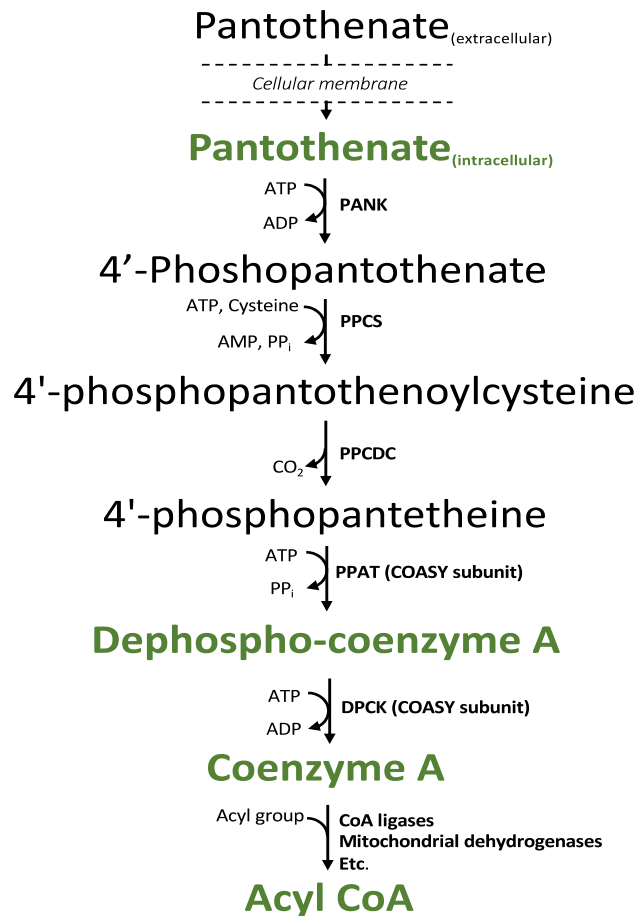 Pantothenate(extracellular)
Cellular membrane
Pantothenate(intracellular)
ATP
PANK
ADP
4’-Phoshopantothenate
ATP, Cysteine
PPCS
AMP, PPi
4'-phosphopantothenoylcysteine
PPCDC
CO2
4'-phosphopantetheine
ATP
PPAT (COASY subunit)
PPi
Dephospho-coenzyme A
ATP
DPCK (COASY subunit)
ADP
Coenzyme A
Acyl group
CoA ligases
Mitochondrial dehydrogenases
Etc.
Acyl CoA